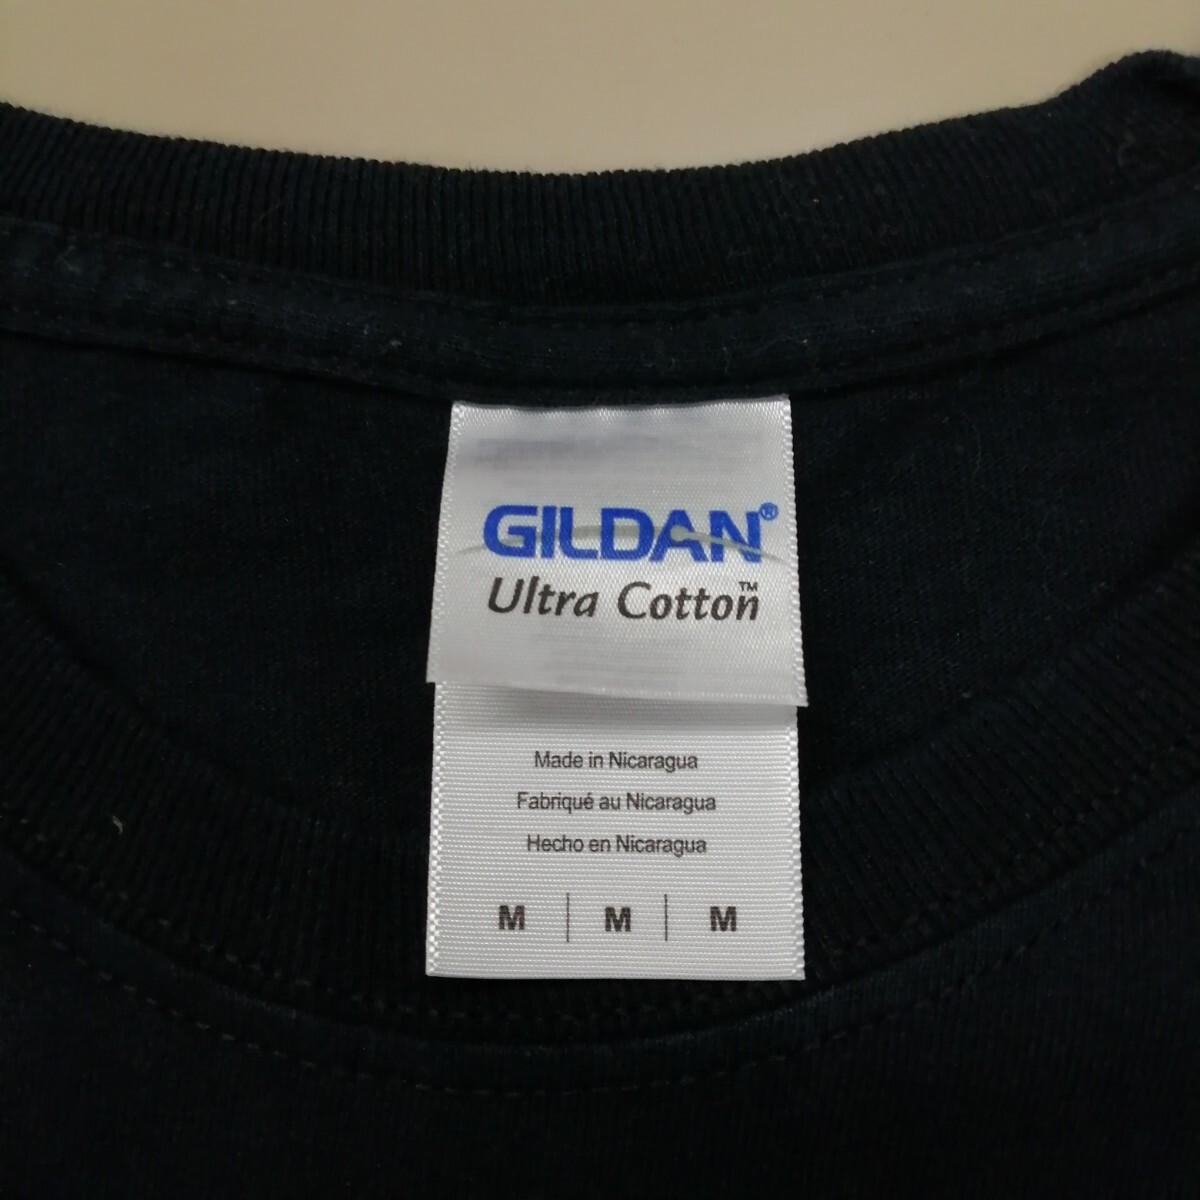 GILDAN®
Ultra Cotton™
Made in Nicaragua
Fabriqué au Nicaragua
Hecho en Nicaragua
M | M | M